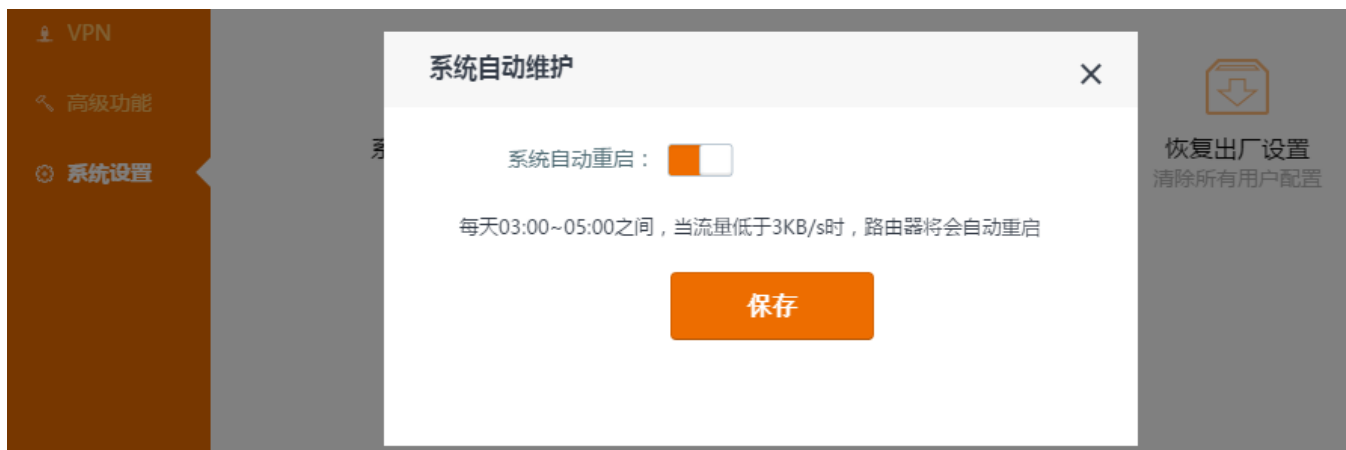 VPN
高级功能
系统设置
系统自动维护
系统自动重启：
每天03:00~05:00之间，当流量低于3KB/s时，路由器将会自动重启
保存
恢复出厂设置
清除所有用户配置